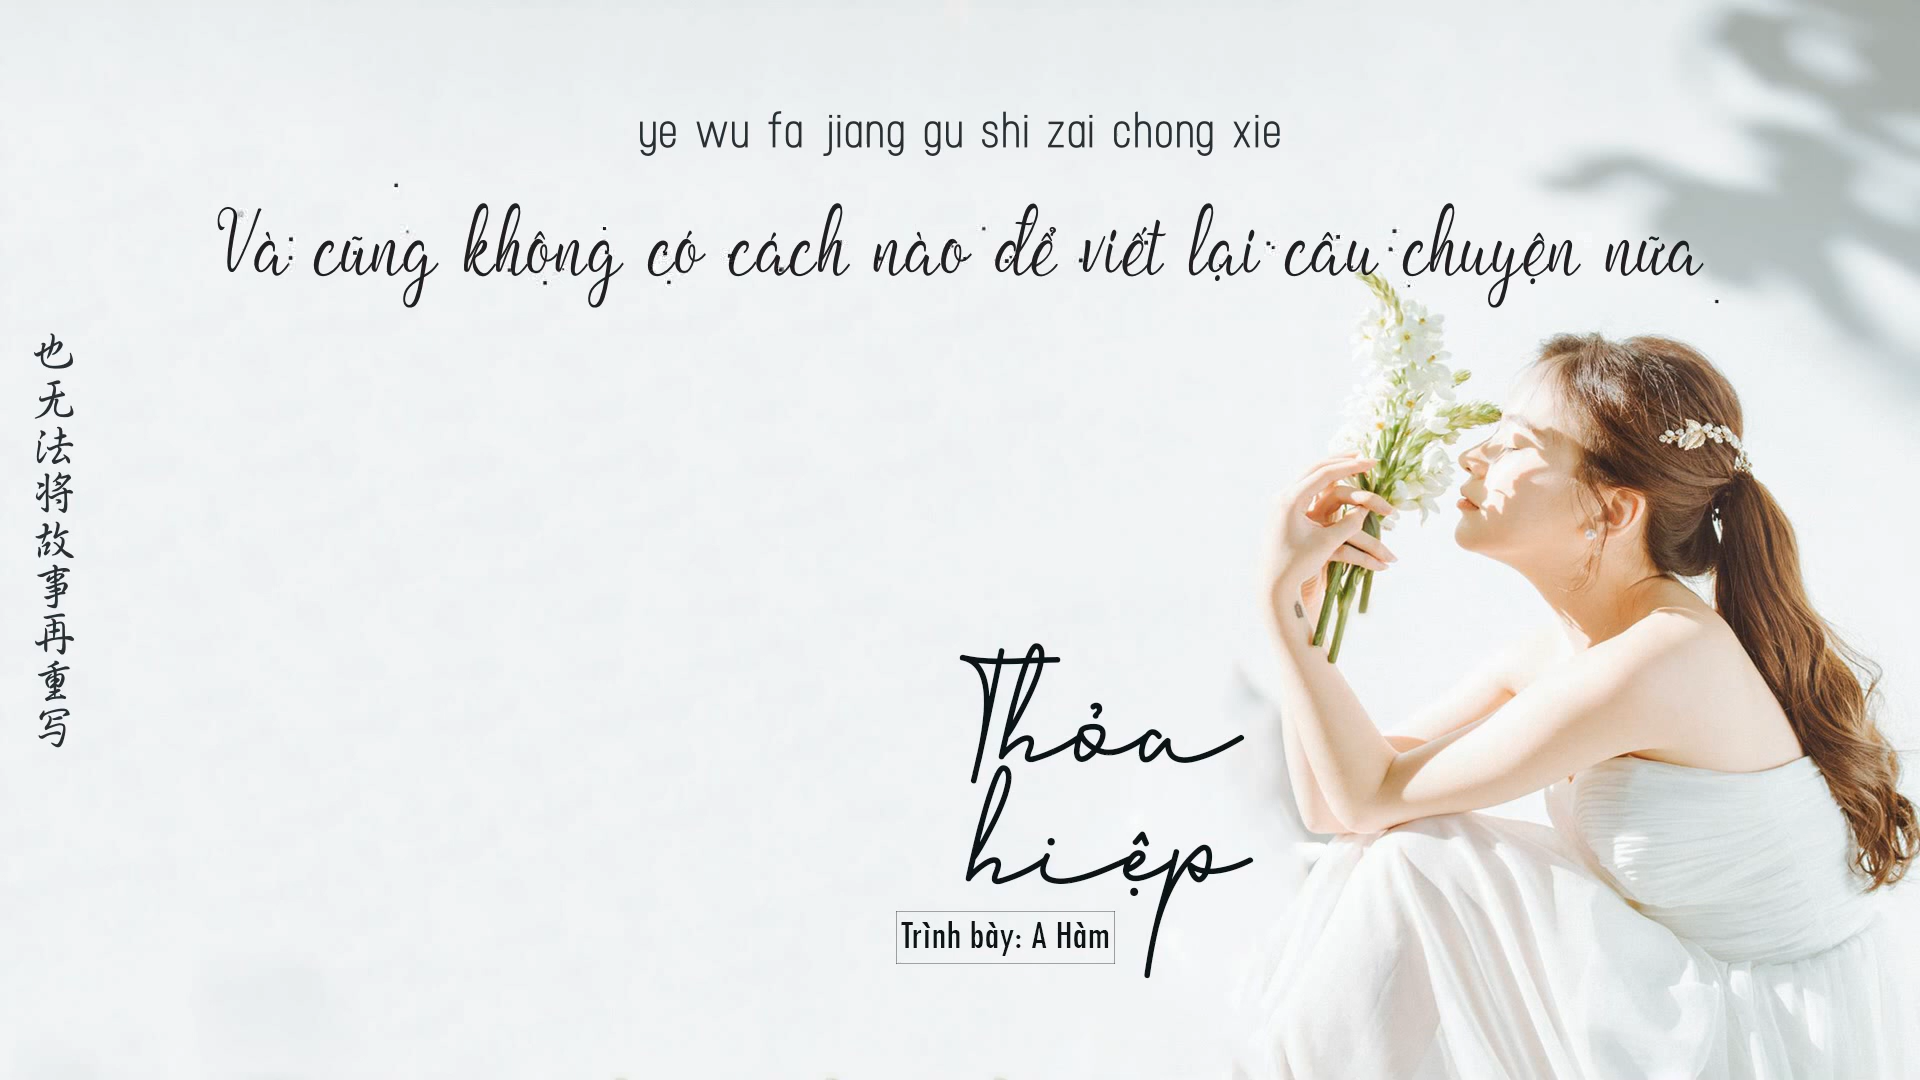 ye wu fa jiang gu shi zai chong xie
Và cũng không có cách nào để viết lại câu chuyện nữa
也无法将故事再重写
Thỏa
hiệp
Trình bày: A Hàm